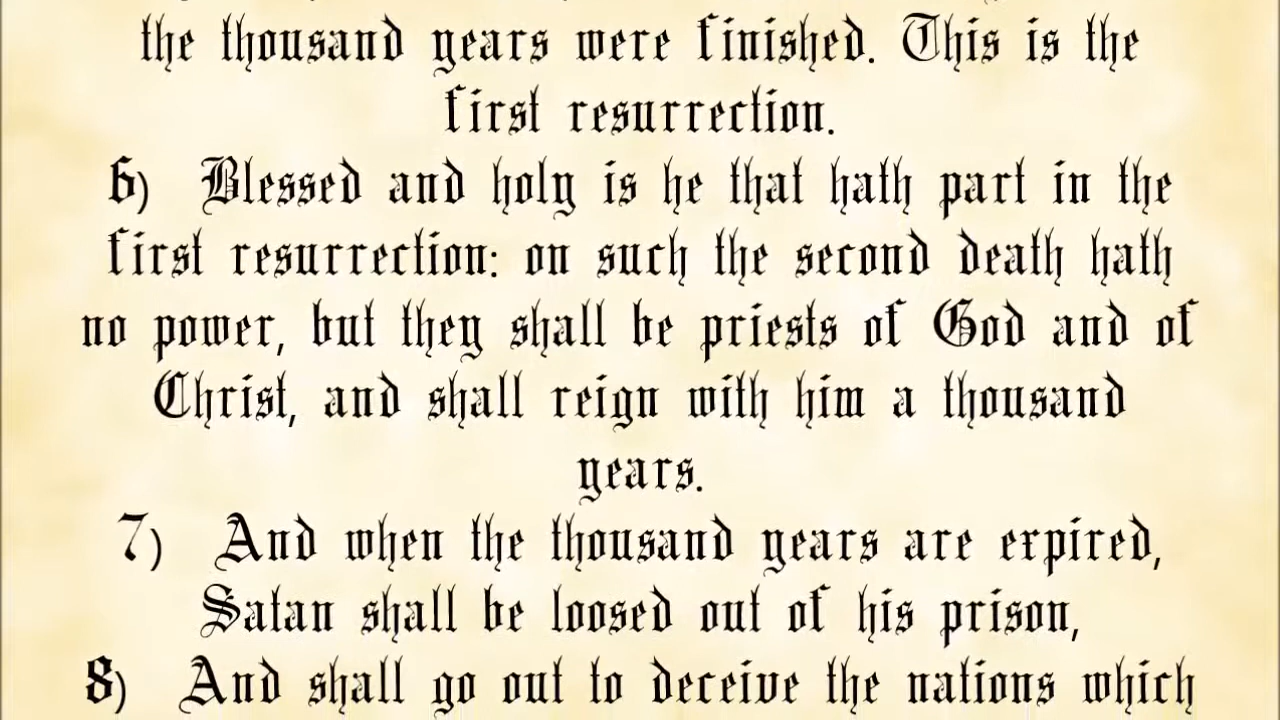 the thousand years were finished. This is the
first resurrection.
6) Blessed and holy is he that hath part in the
first resurrection: on such the second death hath
no power, but they shall be priests of God and of
Christ, and shall reign with him a thousand
years.
7) And when the thousand years are expired,
Satan shall be loosed out of his prison,
8) And shall go out to deceive the nations which